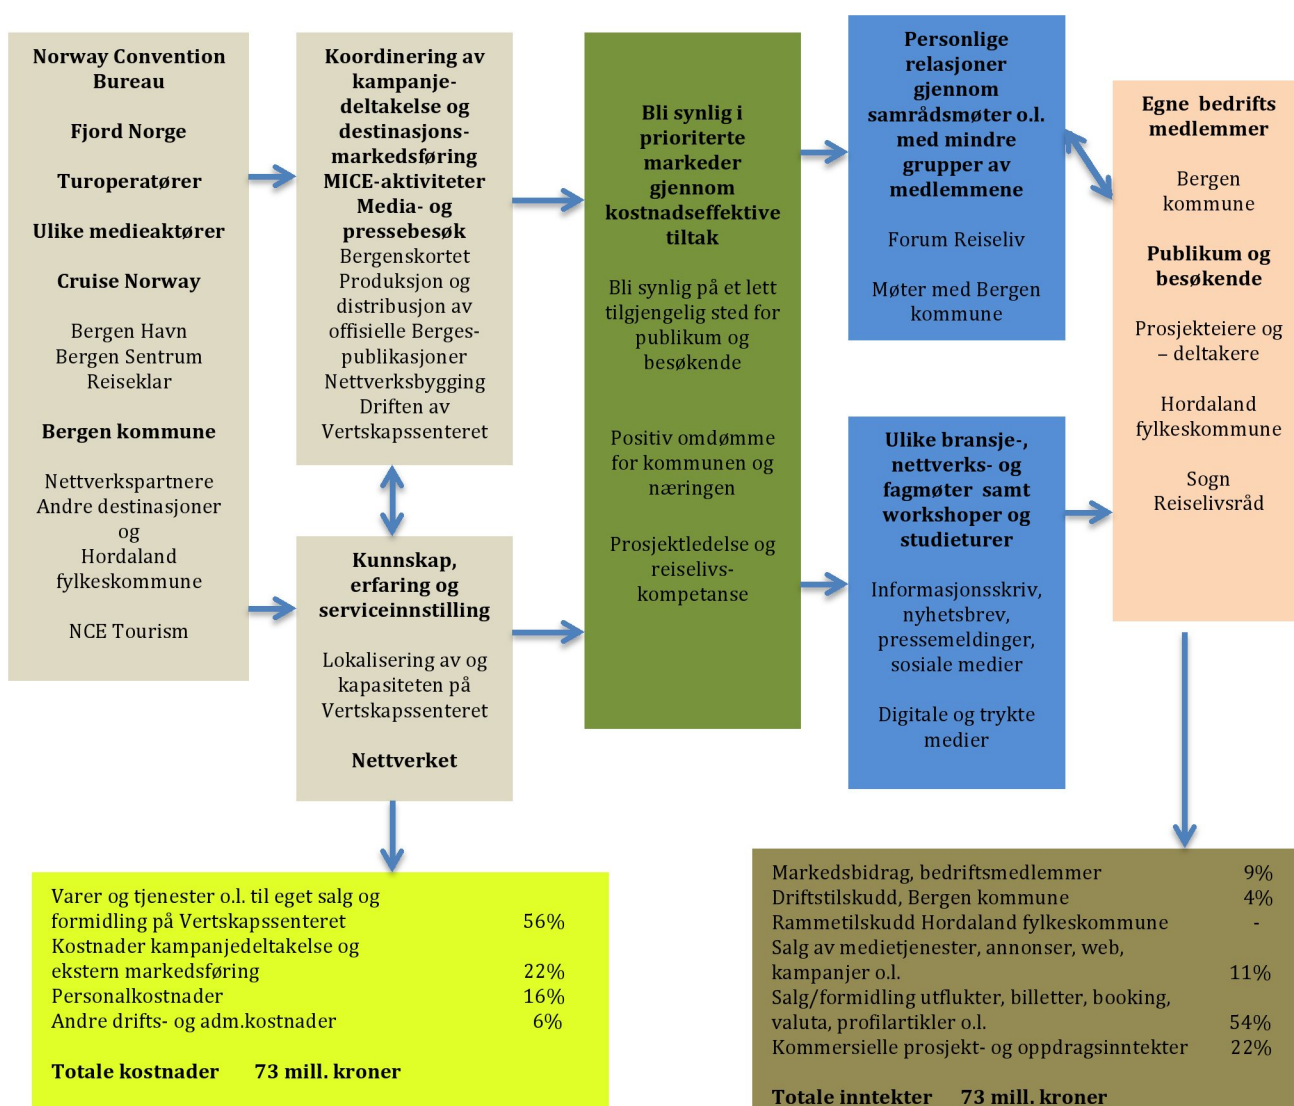 Norway Convention
Bureau
Fjord Norge
Turoperatører
Ulike medieaktører
Cruise Norway
Bergen Havn
Bergen Sentrum
Reiseklar
Bergen kommune
Nettverkspartnere
Andre destinasjoner
og
Hordaland
fylkeskommune
NCE Tourism
Koordinering av
kampanje-
deltakelse og
destinasjons-
markedsføring
MICE-aktiviteter
Media- og
pressebesøk
Bergenskortet
Produksjon og
distribusjon av
offisielle Berges-
publikasjoner
Nettverksbygging
Driften av
Vertskapssenteret
Kunnskap,
erfaring og
serviceinnstilling
Lokalisering av og
kapasiteten på
Vertskapssenteret
Nettverket
Bli synlig i
prioriterte
markeder
gjennom
kostnadseffektive
tiltak
Bli synlig på et lett
tilgjengelig sted for
publikum og
besøkende
Positiv omdømme
for kommunen og
næringen
Prosjektledelse og
reiselivs-
kompetanse
Personlige
relasjoner
gjennom
samrådsmøter o.l.
med mindre
grupper av
medlemmene
Forum Reiseliv
Møter med Bergen
kommune
Ulike bransje-,
nettverks- og
fagmøter samt
workshoper og
studieturer
Informasjonsskriv,
nyhetsbrev,
pressemeldinger,
sosiale medier
Digitale og trykte
medier
Egne bedrifts
medlemmer
Bergen
kommune
Publikum og
besøkende
Prosjekteiere og
– deltakere
Hordaland
fylkeskommune
Sogn
Reiselivsråd
Varer og tjenester o.l. til eget salg og
formidling på Vertskapssenteret 56%
Kostnader kampanjedeltakelse og
ekstern markedsføring 22%
Personalkostnader 16%
Andre drifts- og adm.kostnader 6%
Totale kostnader 73 mill. kroner
Markedsbidrag, bedriftsmedlemmer 9%
Driftstilskudd, Bergen kommune 4%
Rammetilskudd Hordaland fylkeskommune -
Salg av medietjenester, annonser, web,
kampanjer o.l. 11%
Salg/formidling utflukter, billetter, booking,
valuta, profilartikler o.l. 54%
Kommersielle prosjekt- og oppdragsinntekter 22%
Totale inntekter 73 mill. kroner